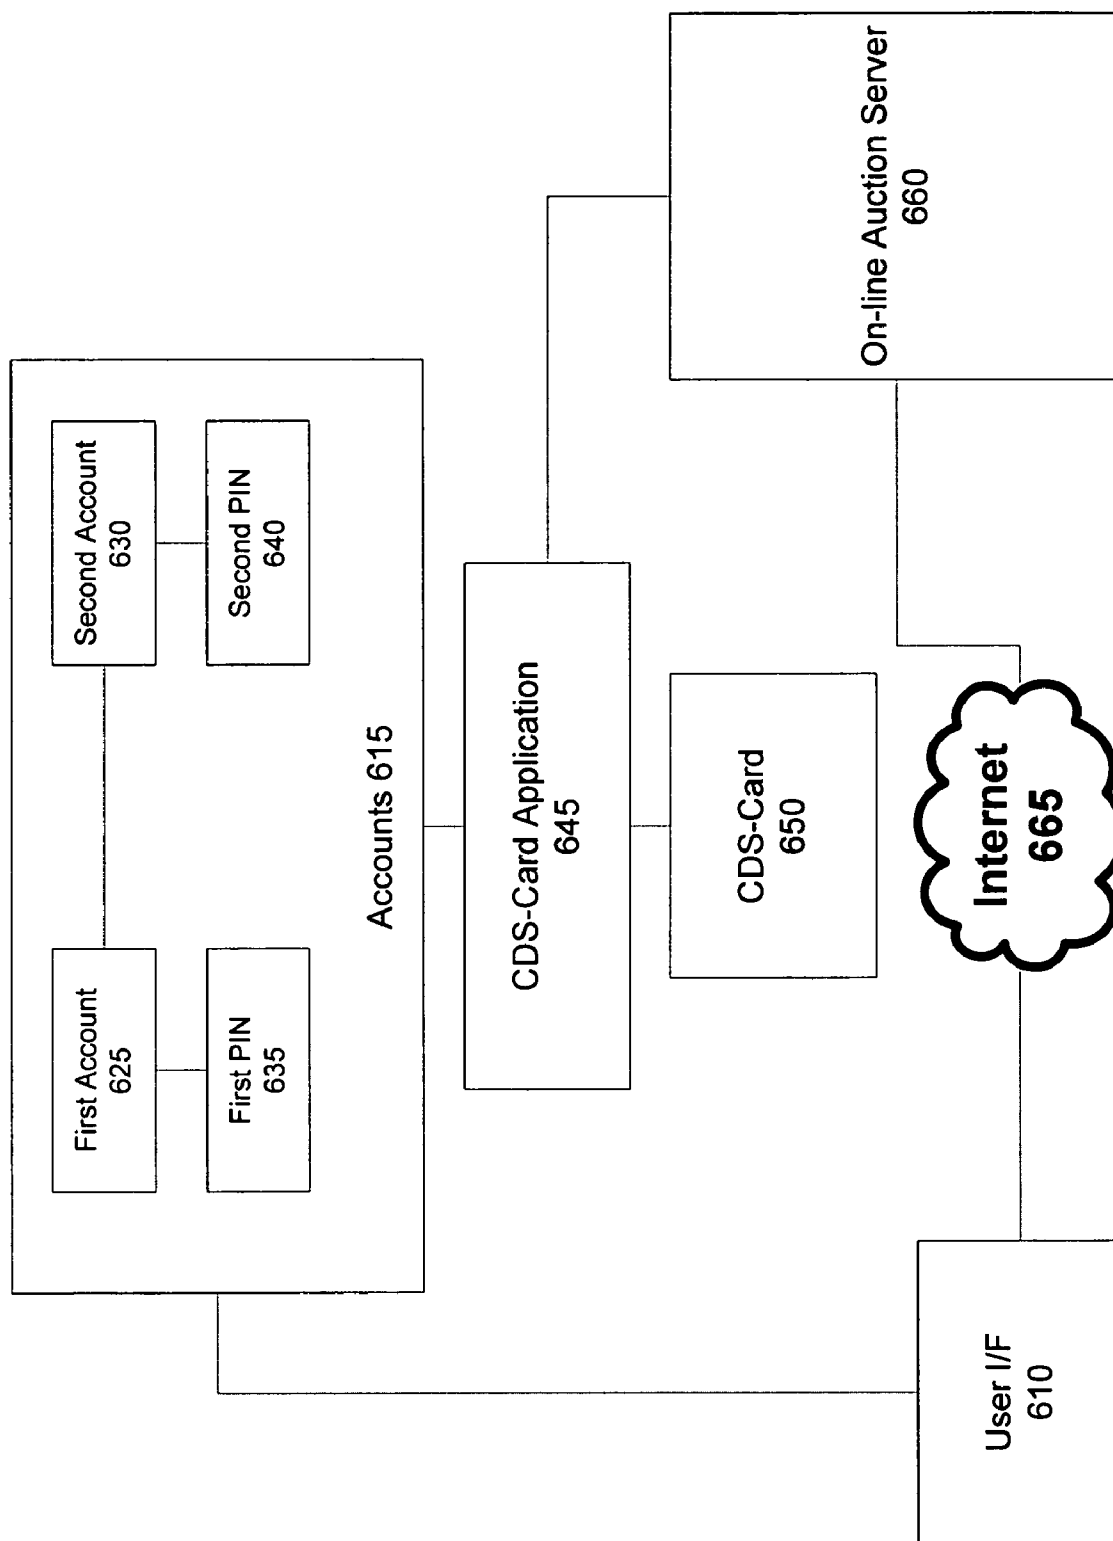 First Account
625
Second Account
630
First PIN
635
Second PIN
640
Accounts 615
CDS-Card Application
645
CDS-Card
650
User I/F
610
Internet
665
On-line Auction Server
660